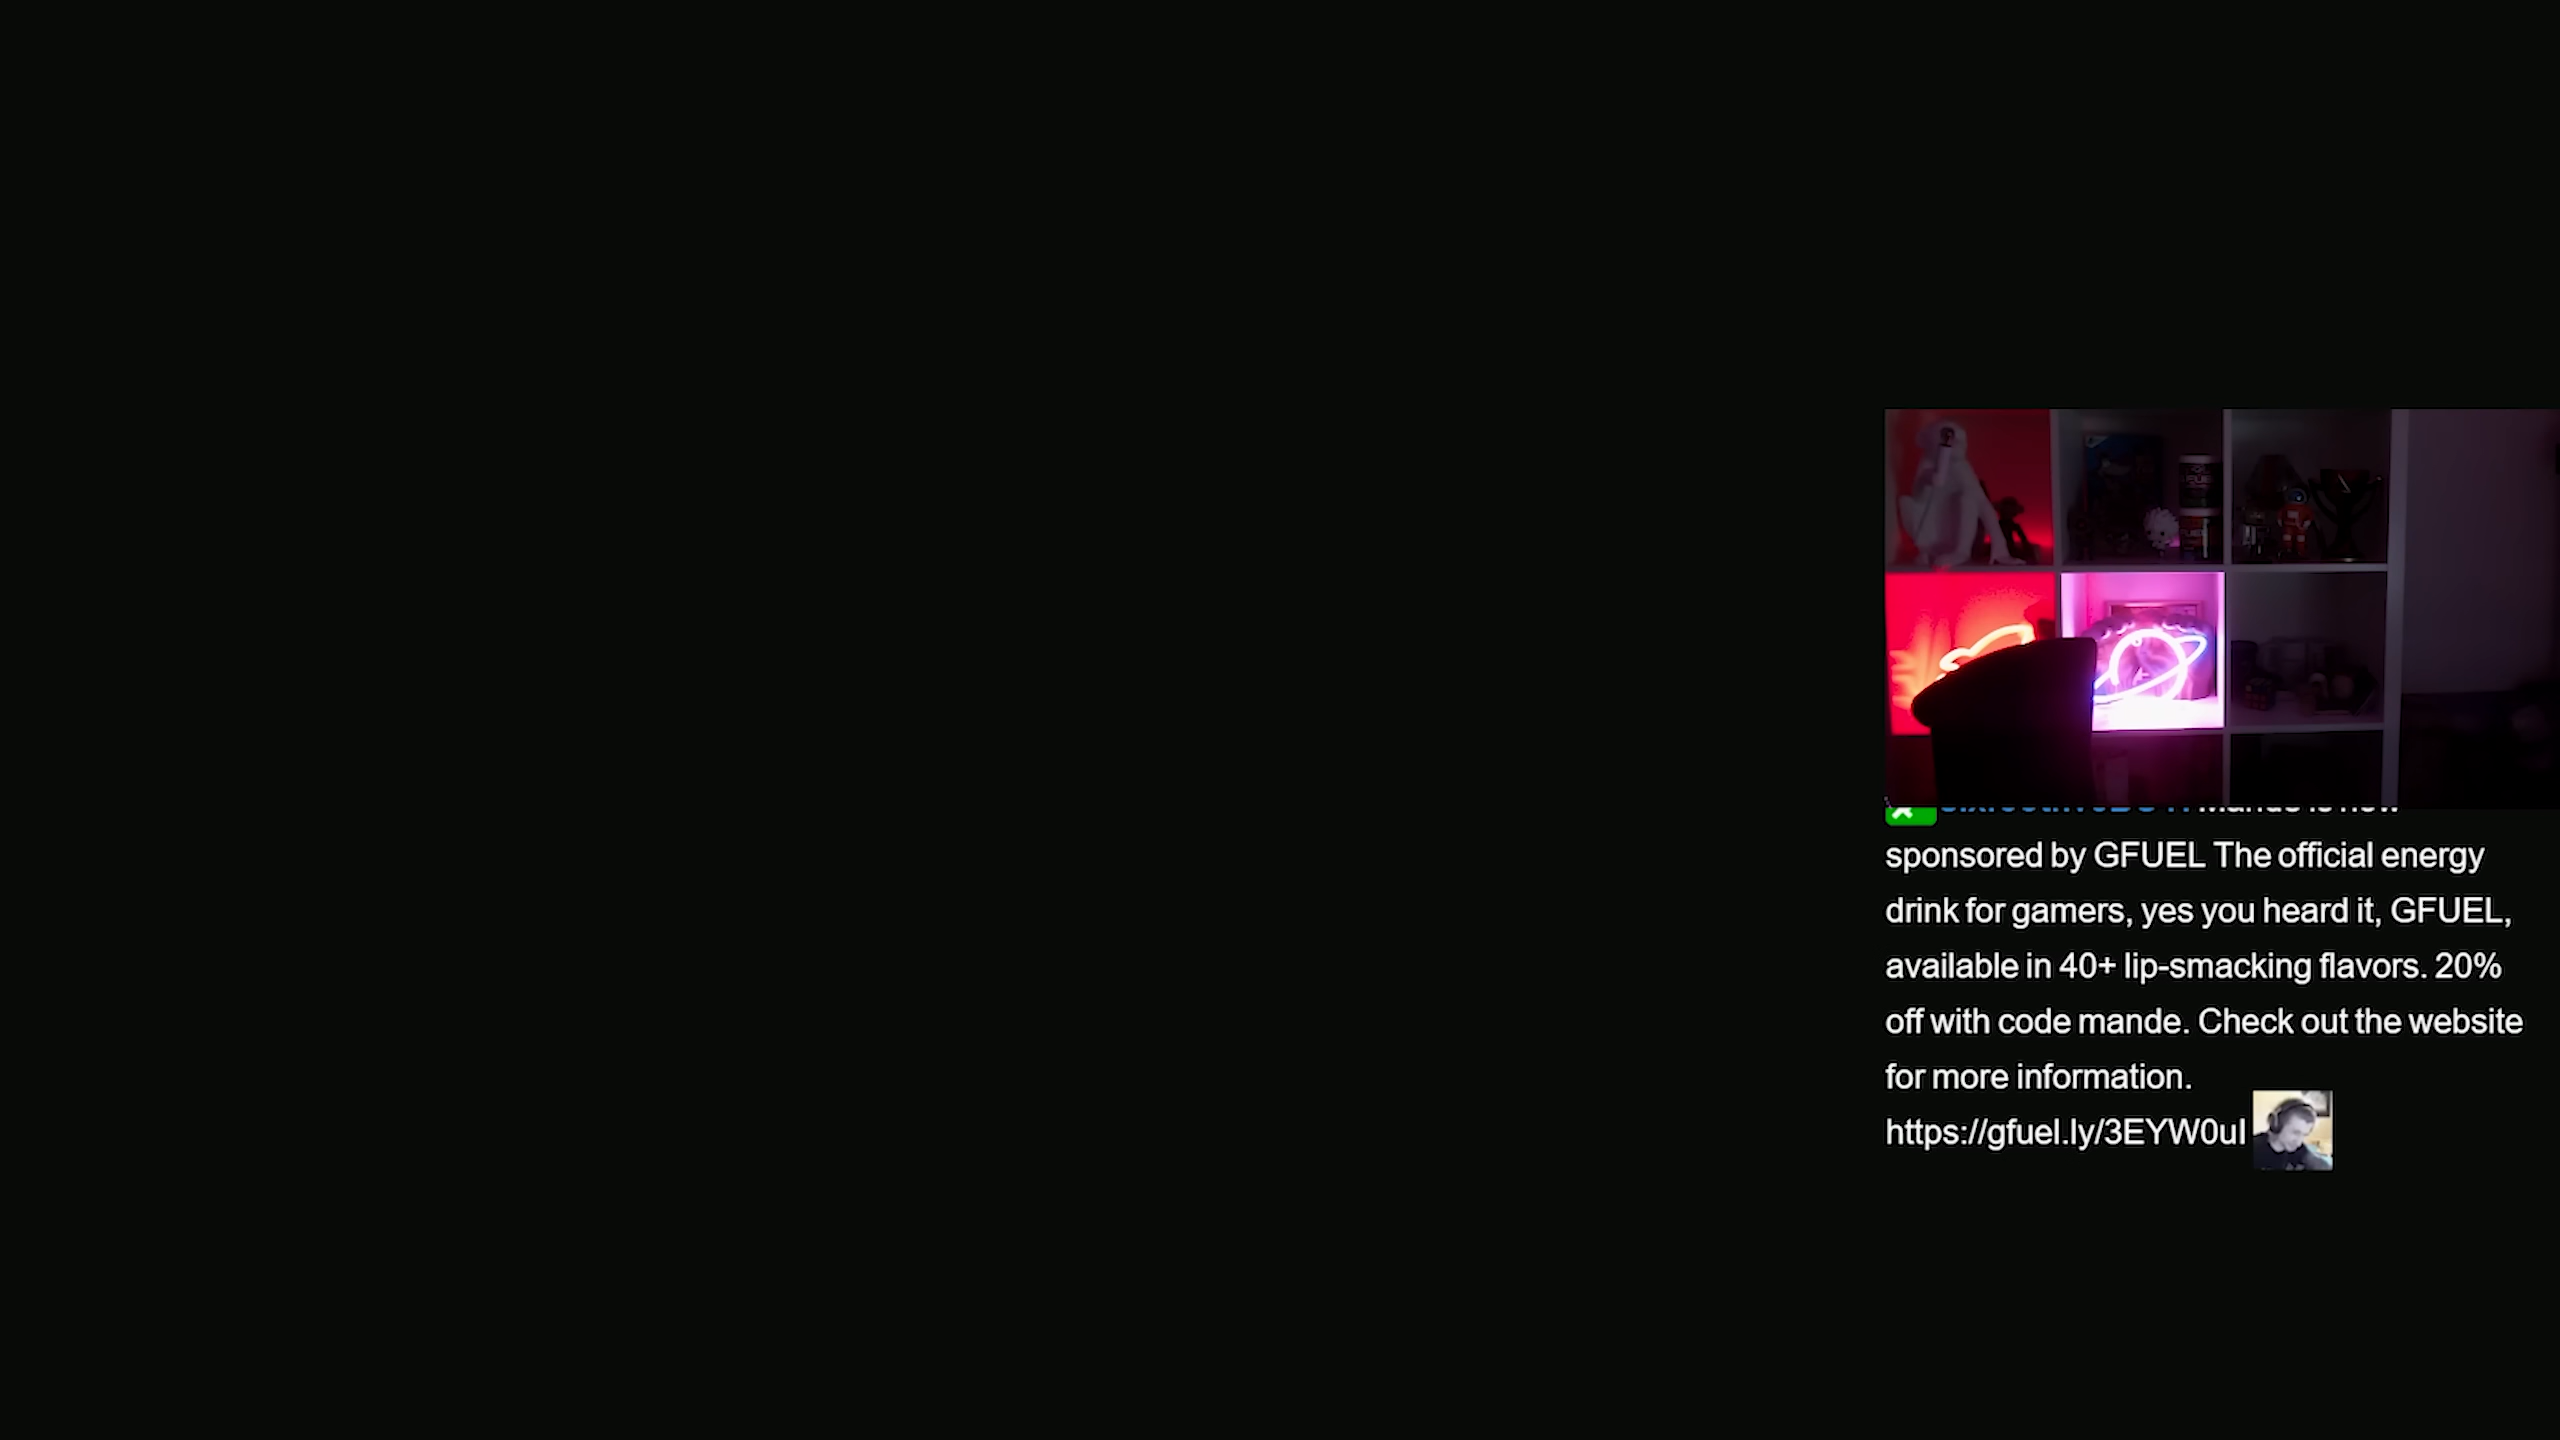 sponsored by GFUEL The official energy
drink for gamers, yes you heard it, GFUEL,
available in 40+ lip-smacking flavors. 20%
off with code mande. Check out the website
for more information.
https://gfuel.ly/3EYW0uI